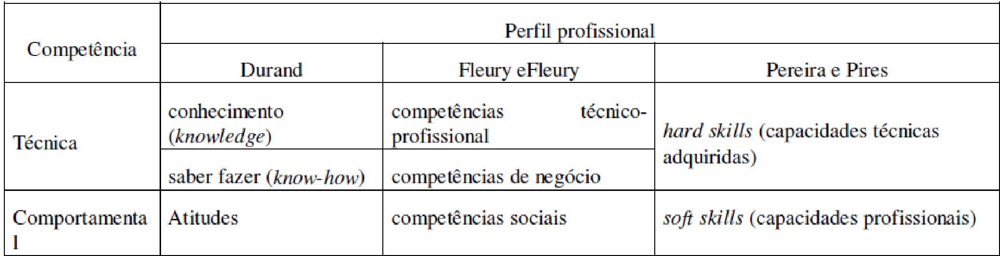 Perfil profissional
Competência
Durand
Fleury eFleury
Pereira e Pires
Técnica
conhecimento
(knowledge)
competências técnico-
profissional
hard skills (capacidades técnicas
adquiridas)
saber fazer (know-how)
competências de negócio
Comportamenta
l
Atitudes
competências sociais
soft skills (capacidades profissionais)